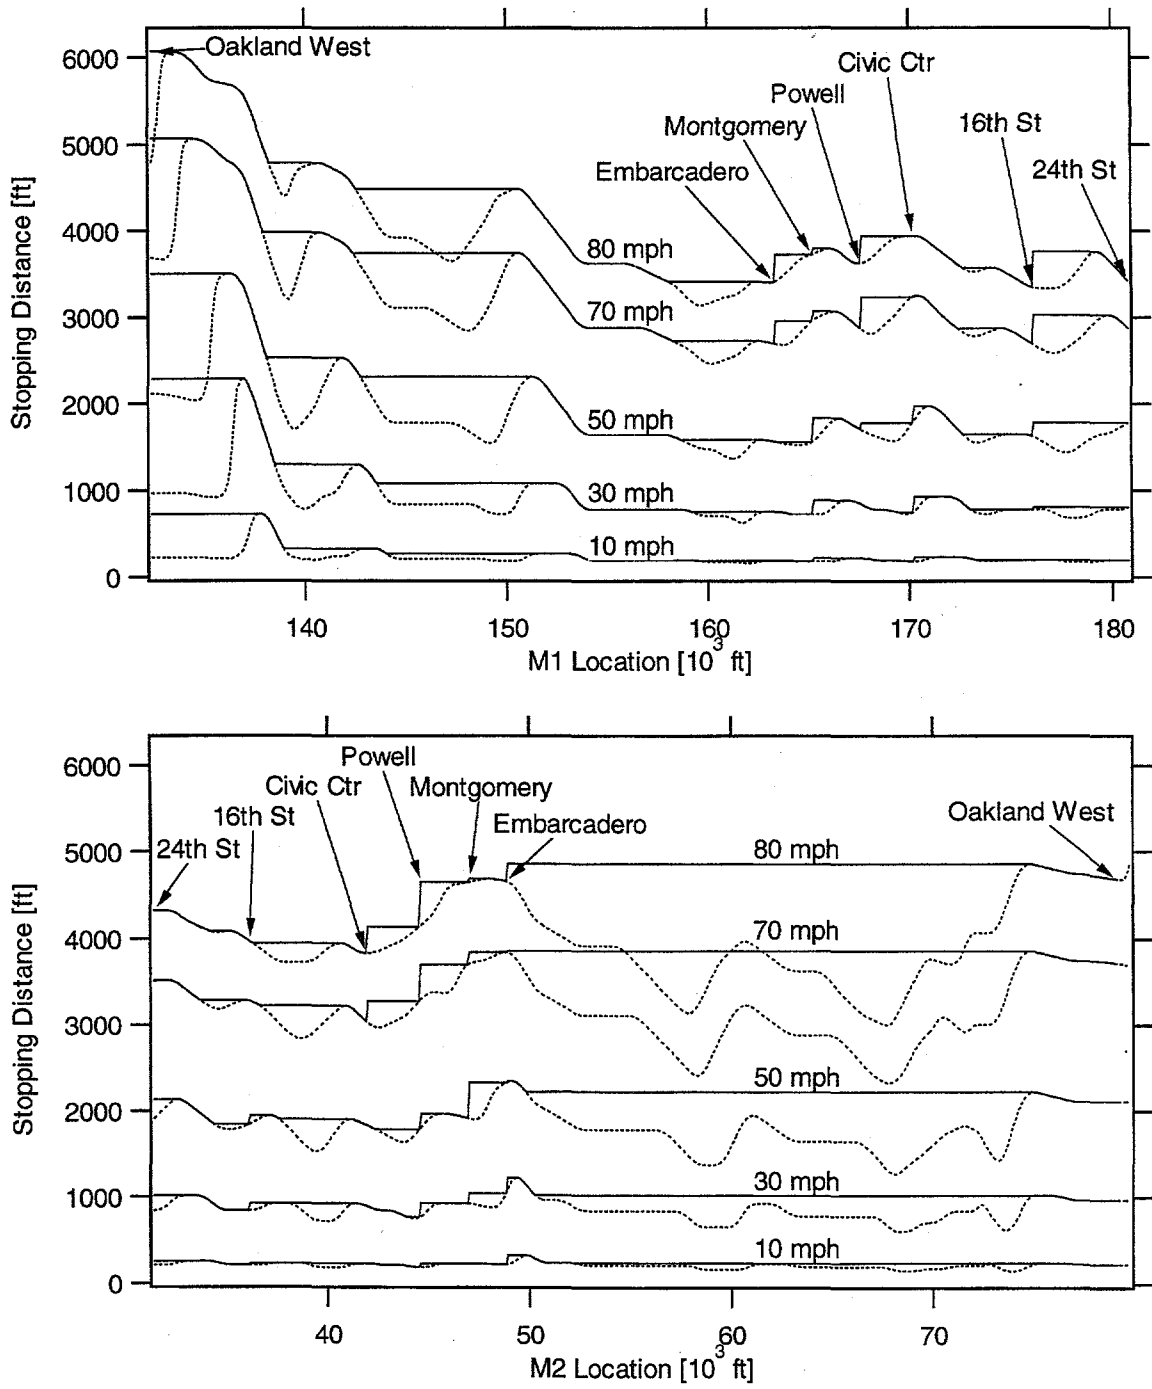 6000
5000
4000
3000
2000
1000
0
Stopping Distance [ft]
Oakland West
Civic Ctr
Powell
Montgomery
16th St
Embarcadero
24th St
80 mph
70 mph
50 mph
30 mph
10 mph
140
150
160
170
180
M1 Location [10³ ft]
6000
5000
4000
3000
2000
1000
0
Stopping Distance [ft]
Powell
Civic Ctr
Montgomery
16th St
Embarcadero
Oakland West
24th St
80 mph
70 mph
50 mph
30 mph
10 mph
40
50
60
70
M2 Location [10³ ft]